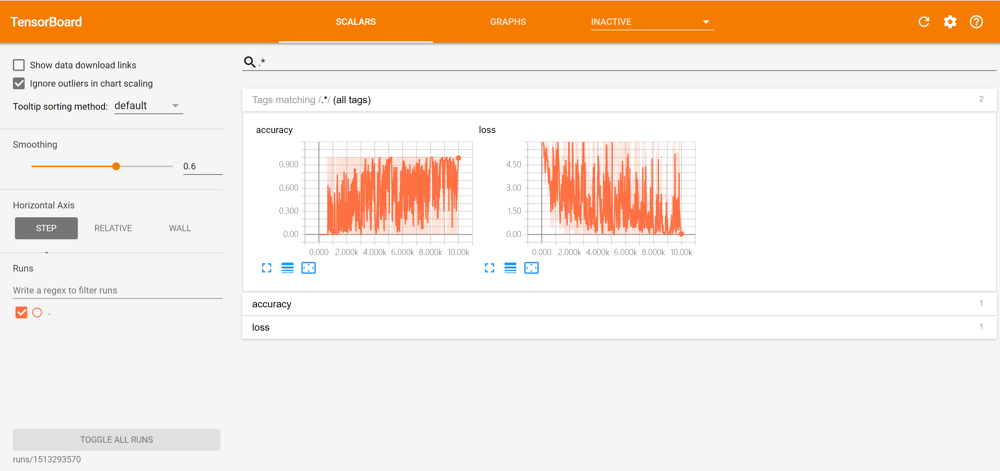 TensorBoard SCALARS GRAPHS INACTIVE
Show data download links
Ignore outliers in chart scaling
Tooltip sorting method: default
Smoothing
0.6
Horizontal Axis
STEP RELATIVE WALL
Runs
Write a regex to filter runs
.
TOGGLE ALL RUNS
runs/1513293570
.*
Tags matching /.*/ (all tags) 2
accuracy
0.900
0.600
0.300
0.00
0.000 2.000k 4.000k 6.000k 8.000k 10.00k
loss
4.50
3.00
1.50
0.00
0.000 2.000k 4.000k 6.000k 8.000k 10.00k
accuracy 1
loss 1